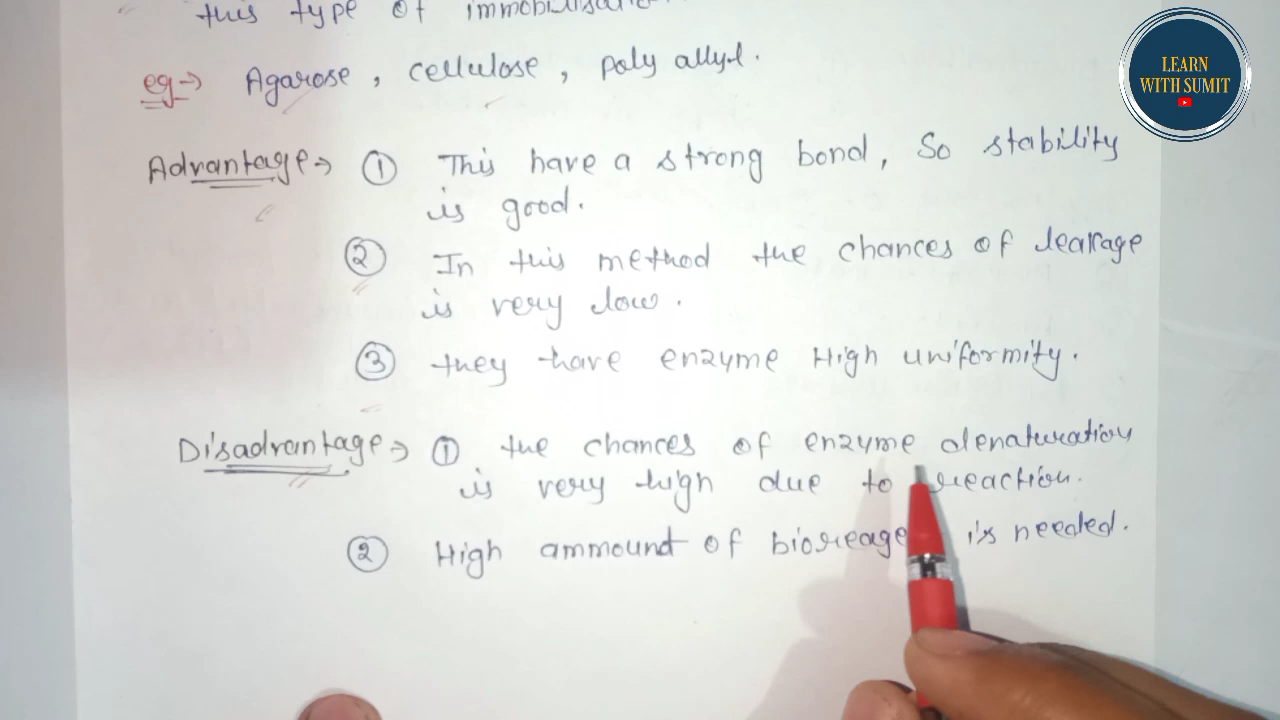 this type of
eg-> Agarose, cellulose, poly allyl.
LEARN
WITH SUMIT
Advantage-> ① This have a strong bond, So stability
is good.
② In this method the chances of leakage
is very low.
③ they have enzyme High uniformity.
Disadvantage-> ① the chances of enzyme denaturation
is very high due to reaction.
② High ammount of is needed.